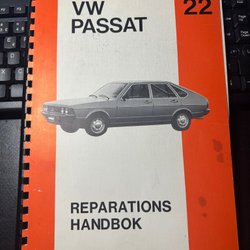 VW
PASSAT
22
REPARATIONS
HANDBOK